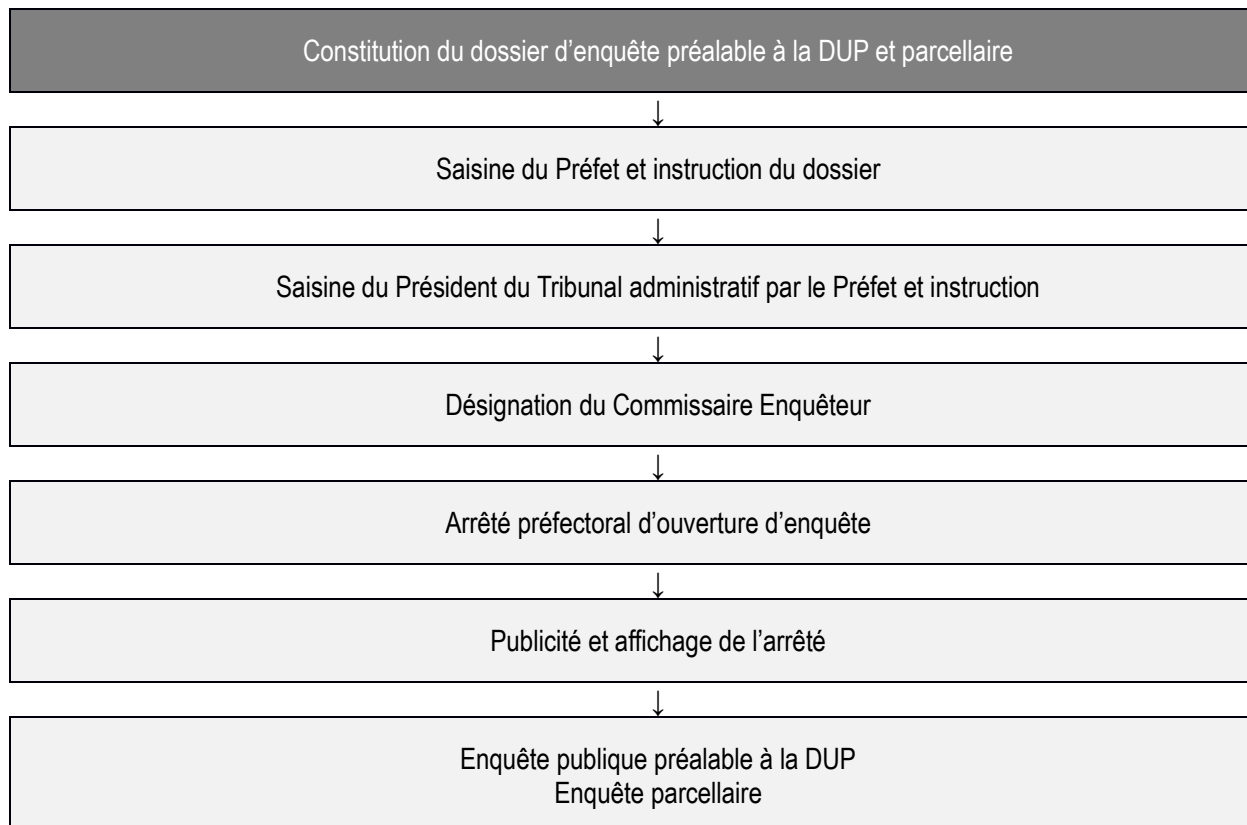 Constitution du dossier d’enquête préalable à la DUP et parcellaire
↓
Saisine du Préfet et instruction du dossier
↓
Saisine du Président du Tribunal administratif par le Préfet et instruction
↓
Désignation du Commissaire Enquêteur
↓
Arrêté préfectoral d’ouverture d’enquête
↓
Publicité et affichage de l’arrêté
↓
Enquête publique préalable à la DUP
Enquête parcellaire